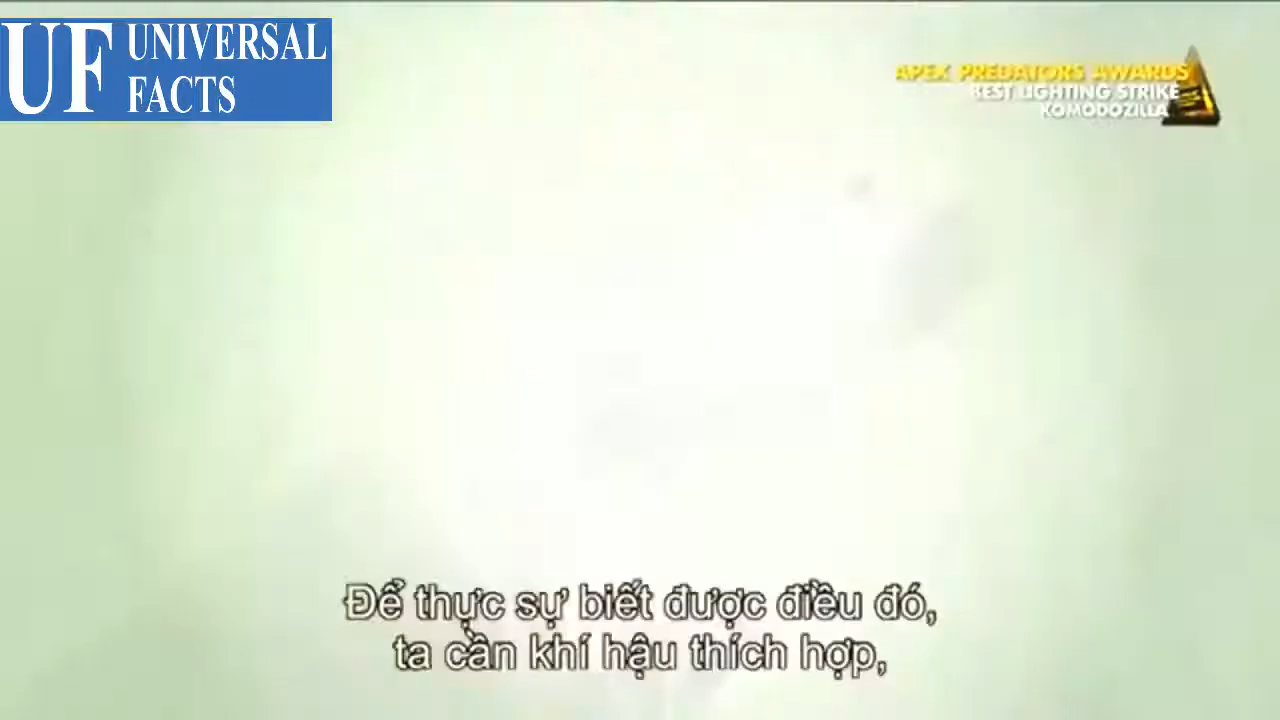 UF UNIVERSAL
FACTS
APEX PREDATORS AWARDS
BEST LIGHTING STRIKE
KOMODOZILLA
Để thực sự biết được điều đó,
ta cần khí hậu thích hợp,